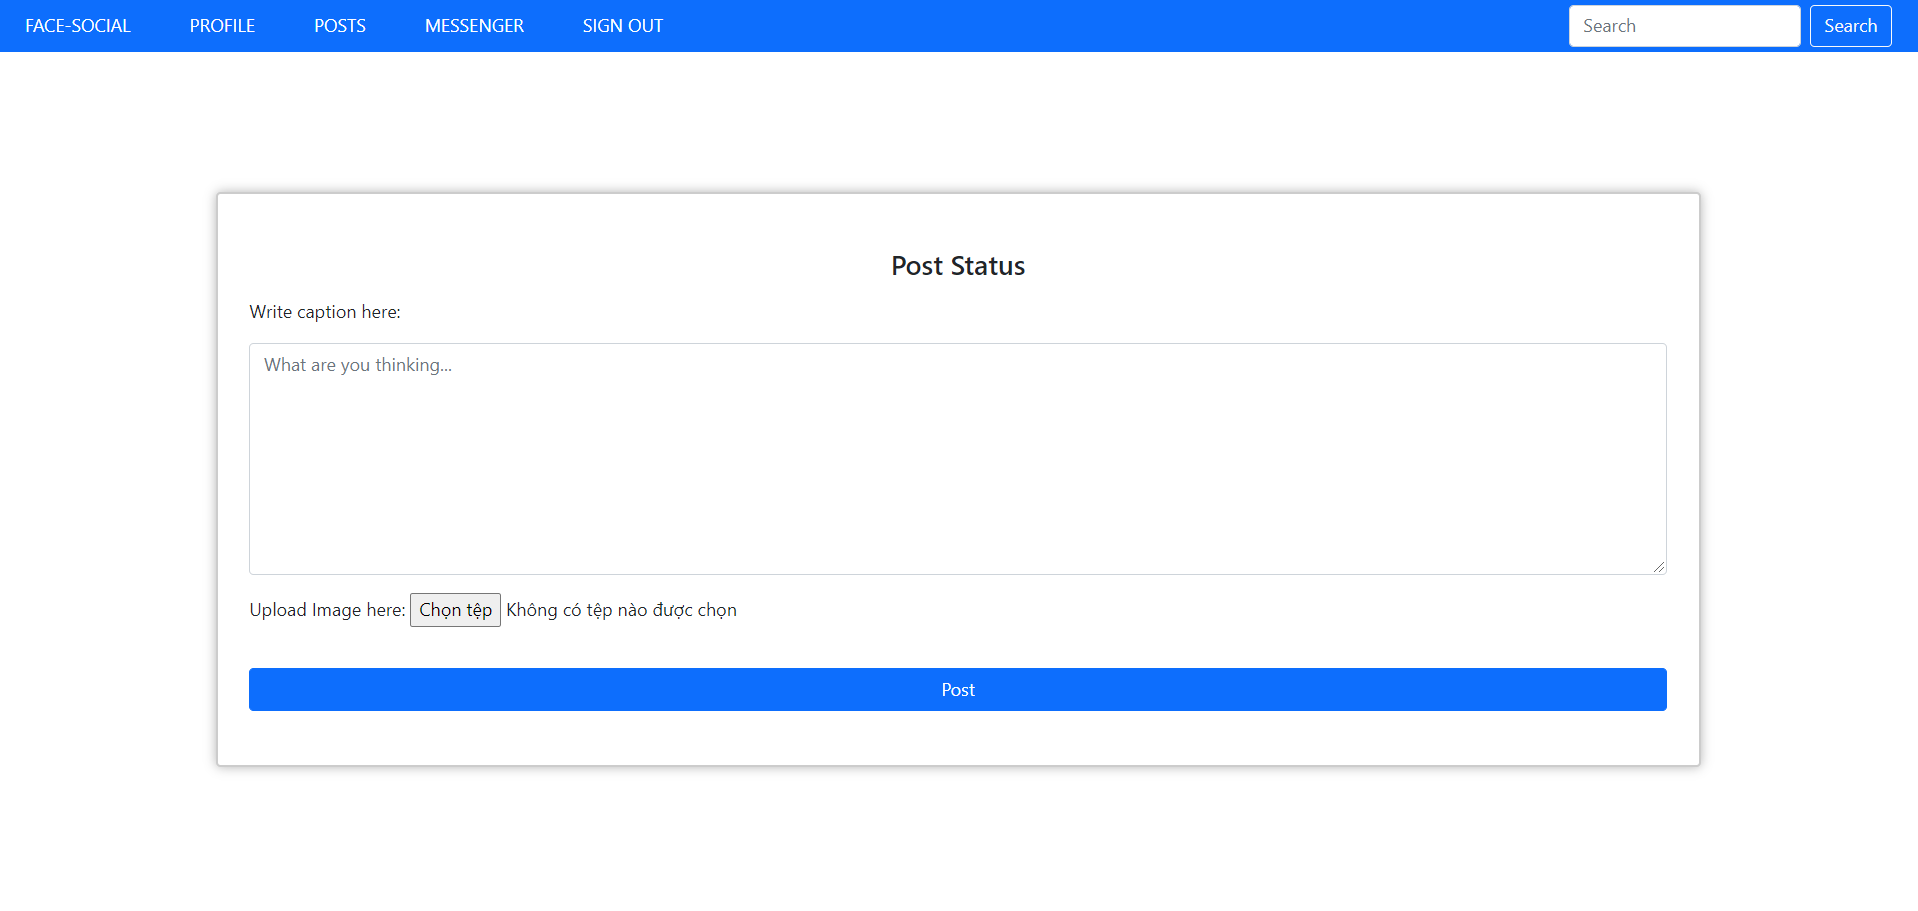 FACE-SOCIAL PROFILE POSTS MESSENGER SIGN OUT Search Search
Post Status
Write caption here:
What are you thinking...
Upload Image here: Chọn tệp Không có tệp nào được chọn
Post